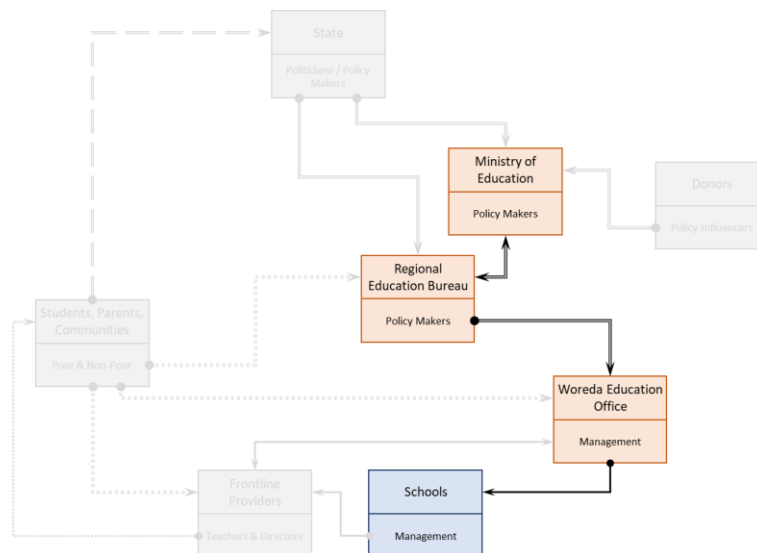 State
Politicians / Policy
Makers
Ministry of
Education
Policy Makers
Donors
Policy Influencers
Regional
Education Bureau
Policy Makers
Students, Parents,
Communities
Poor & Non-Poor
Woreda Education
Office
Management
Frontline
Providers
Teachers & Directors
Schools
Management